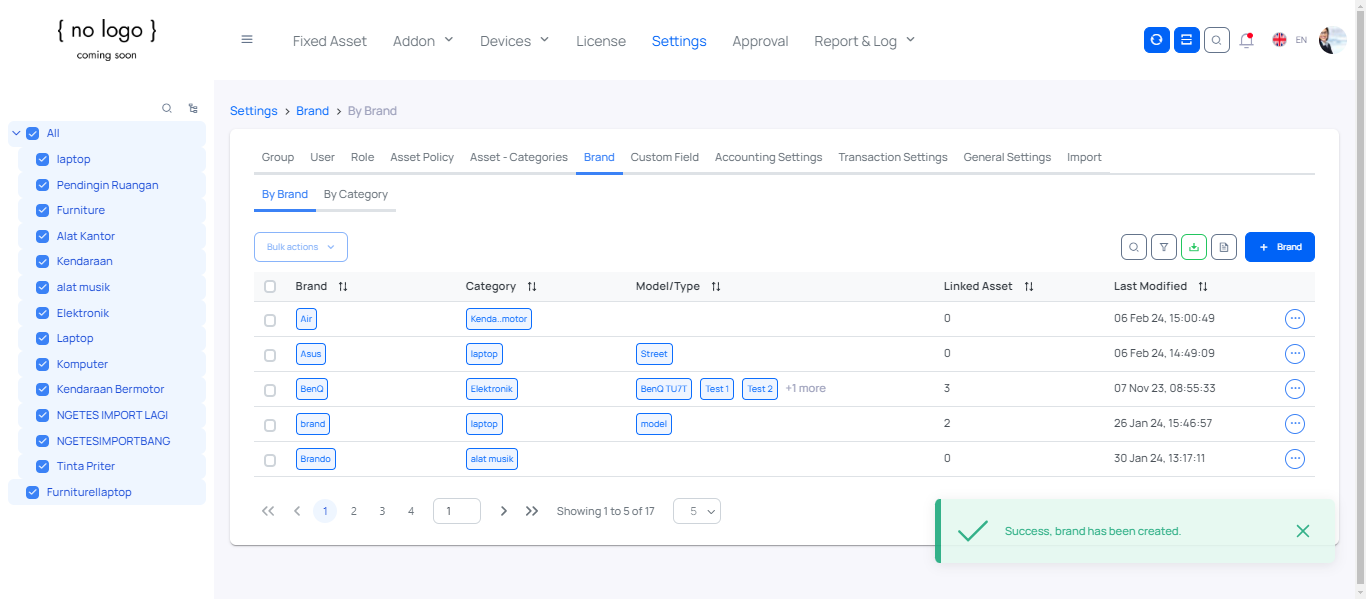 { no logo }
coming soon
Fixed Asset Addon Devices License Settings Approval Report & Log EN
All
laptop
Pendingin Ruangan
Furniture
Alat Kantor
Kendaraan
alat musik
Elektronik
Laptop
Komputer
Kendaraan Bermotor
NGETES IMPORT LAGI
NGETESIMPORTBANG
Tinta Priter
Furniturellaptop
Settings > Brand > By Brand
Group User Role Asset Policy Asset - Categories Brand Custom Field Accounting Settings Transaction Settings General Settings Import
By Brand By Category
Bulk actions + Brand
Brand Category Model/Type Linked Asset Last Modified
Air Kenda..motor 0 06 Feb 24, 15:00:49
Asus laptop Street 0 06 Feb 24, 14:49:09
BenQ Elektronik BenQ TU7T Test 1 Test 2 +1 more 3 07 Nov 23, 08:55:33
brand laptop model 2 26 Jan 24, 15:46:57
Brando alat musik 0 30 Jan 24, 13:17:11
1 2 3 4 1 Showing 1 to 5 of 17 5
Success, brand has been created.